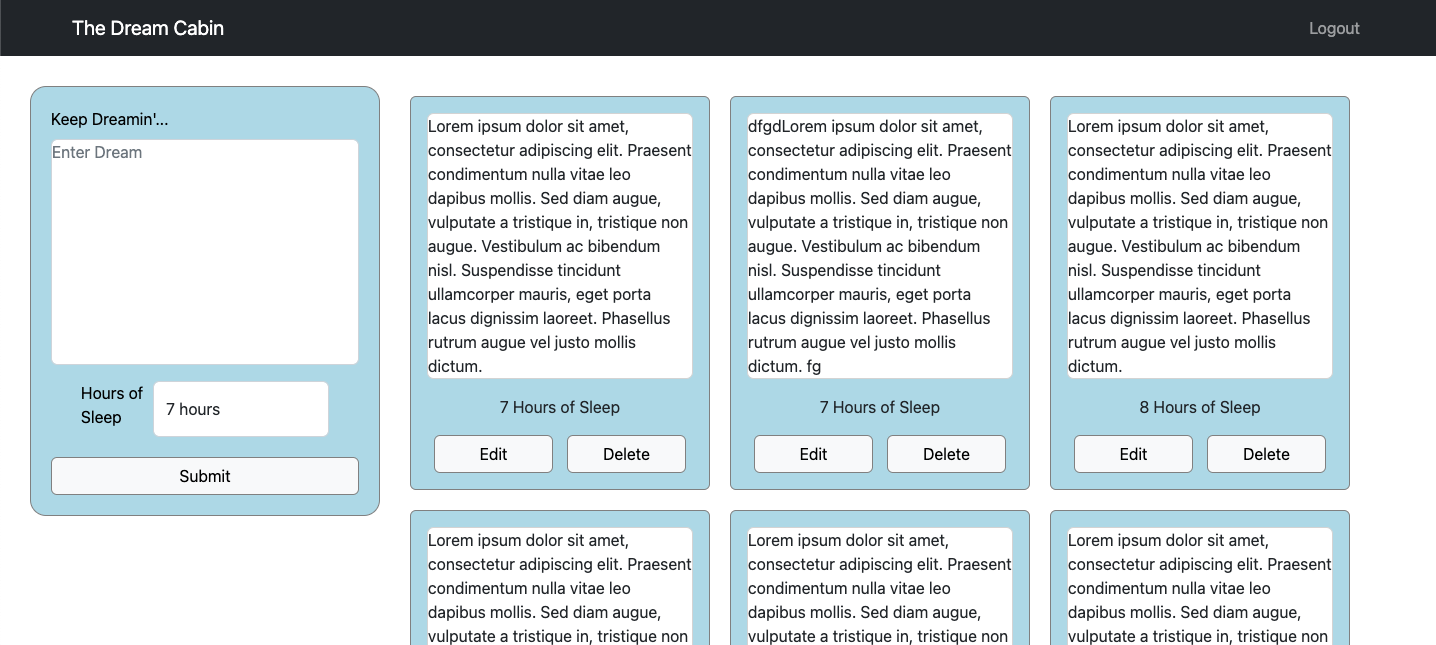 The Dream Cabin
Logout
Keep Dreamin'...
Enter Dream
Hours of
Sleep
7 hours
Submit
Lorem ipsum dolor sit amet,
consectetur adipiscing elit. Praesent
condimentum nulla vitae leo
dapibus mollis. Sed diam augue,
vulputate a tristique in, tristique non
augue. Vestibulum ac bibendum
nisl. Suspendisse tincidunt
ullamcorper mauris, eget porta
lacus dignissim laoreet. Phasellus
rutrum augue vel justo mollis
dictum.
7 Hours of Sleep
Edit
Delete
dfgdLorem ipsum dolor sit amet,
consectetur adipiscing elit. Praesent
condimentum nulla vitae leo
dapibus mollis. Sed diam augue,
vulputate a tristique in, tristique non
augue. Vestibulum ac bibendum
nisl. Suspendisse tincidunt
ullamcorper mauris, eget porta
lacus dignissim laoreet. Phasellus
rutrum augue vel justo mollis
dictum. fg
7 Hours of Sleep
Edit
Delete
Lorem ipsum dolor sit amet,
consectetur adipiscing elit. Praesent
condimentum nulla vitae leo
dapibus mollis. Sed diam augue,
vulputate a tristique in, tristique non
augue. Vestibulum ac bibendum
nisl. Suspendisse tincidunt
ullamcorper mauris, eget porta
lacus dignissim laoreet. Phasellus
rutrum augue vel justo mollis
dictum.
8 Hours of Sleep
Edit
Delete
Lorem ipsum dolor sit amet,
consectetur adipiscing elit. Praesent
condimentum nulla vitae leo
dapibus mollis. Sed diam augue,
vulputate a tristique in, tristique non
Lorem ipsum dolor sit amet,
consectetur adipiscing elit. Praesent
condimentum nulla vitae leo
dapibus mollis. Sed diam augue,
vulputate a tristique in, tristique non
Lorem ipsum dolor sit amet,
consectetur adipiscing elit. Praesent
condimentum nulla vitae leo
dapibus mollis. Sed diam augue,
vulputate a tristique in, tristique non